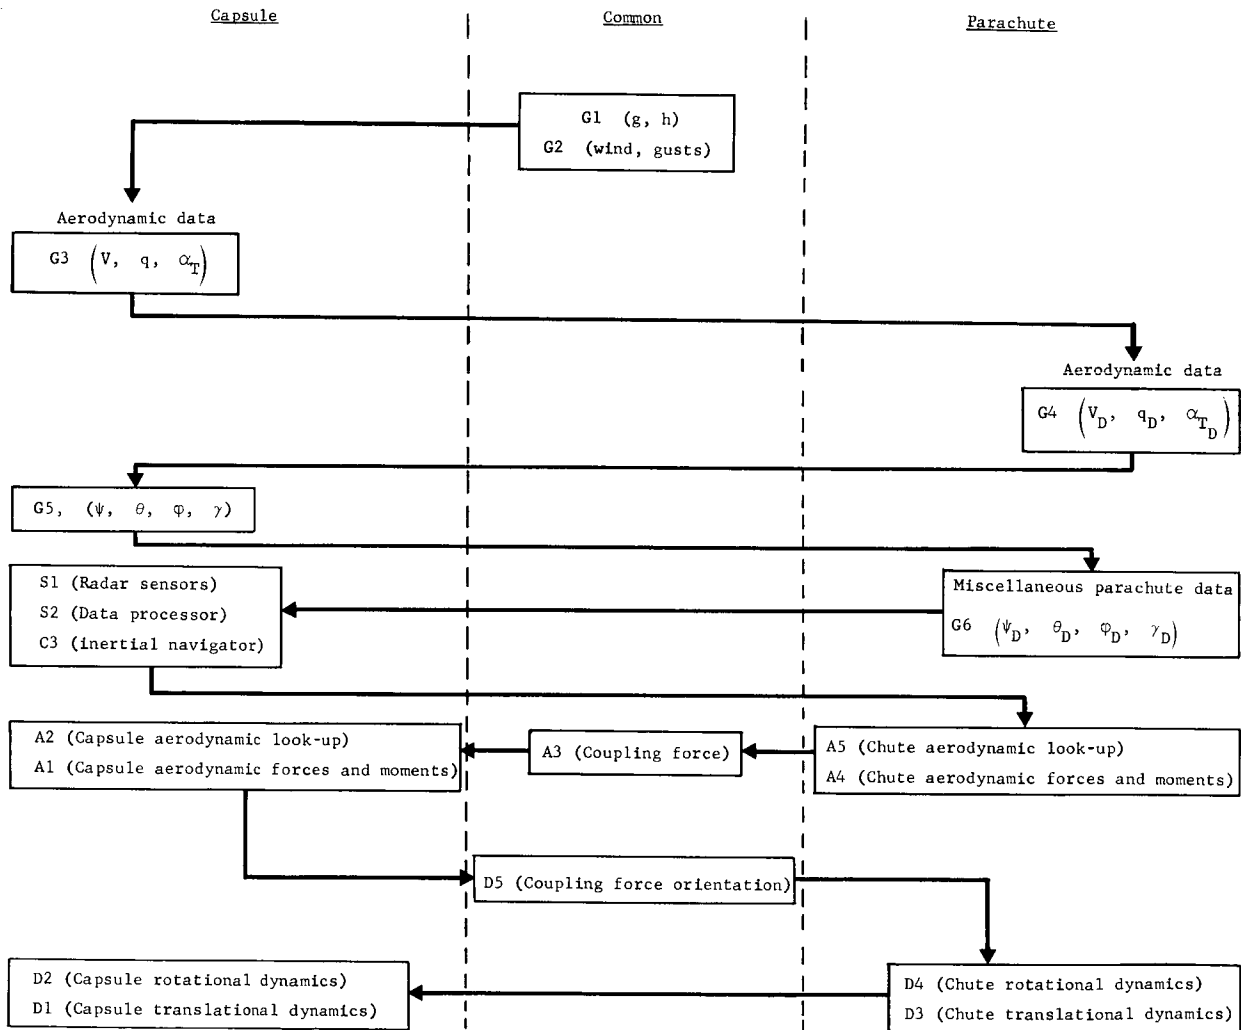 Capsule
Common
Parachute
G1 (g, h)
G2 (wind, gusts)
Aerodynamic data
G3 (V, q, α_T)
Aerodynamic data
G4 (V_D, q_D, α_T_D)
G5, (ψ, θ, φ, γ)
S1 (Radar sensors)
S2 (Data processor)
C3 (inertial navigator)
Miscellaneous parachute data
G6 (ψ_D, θ_D, φ_D, γ_D)
A2 (Capsule aerodynamic look-up)
A1 (Capsule aerodynamic forces and moments)
A3 (Coupling force)
A5 (Chute aerodynamic look-up)
A4 (Chute aerodynamic forces and moments)
D5 (Coupling force orientation)
D2 (Capsule rotational dynamics)
D1 (Capsule translational dynamics)
D4 (Chute rotational dynamics)
D3 (Chute translational dynamics)